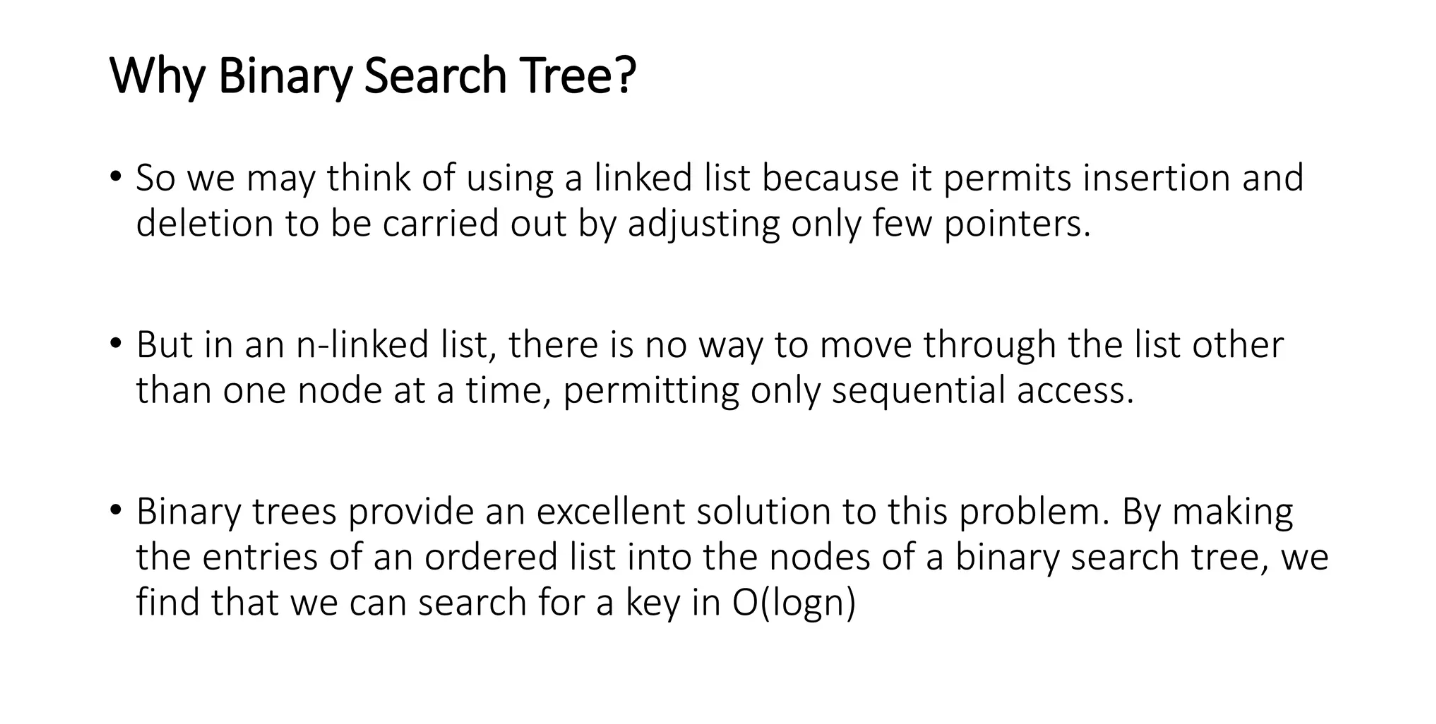 Why Binary Search Tree?
• So we may think of using a linked list because it permits insertion and
deletion to be carried out by adjusting only few pointers.
• But in an n-linked list, there is no way to move through the list other
than one node at a time, permitting only sequential access.
• Binary trees provide an excellent solution to this problem. By making
the entries of an ordered list into the nodes of a binary search tree, we
find that we can search for a key in O(logn)